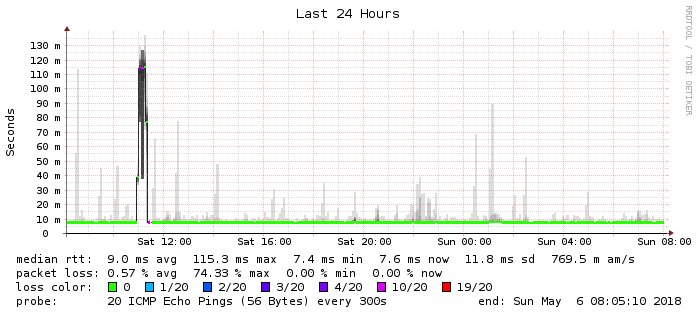 Last 24 Hours
RRDTOOL / TOBI OETIKER
Seconds
130 m
120 m
110 m
100 m
90 m
80 m
70 m
60 m
50 m
40 m
30 m
20 m
10 m
0
Sat 12:00 Sat 16:00 Sat 20:00 Sun 00:00 Sun 04:00 Sun 08:00
median rtt: 9.0 ms avg 115.3 ms max 7.4 ms min 7.6 ms now 11.8 ms sd 769.5 m am/s
packet loss: 0.57 % avg 74.33 % max 0.00 % min 0.00 % now
loss color: 0 1/20 2/20 3/20 4/20 10/20 19/20
probe: 20 ICMP Echo Pings (56 Bytes) every 300s end: Sun May 6 08:05:10 2018